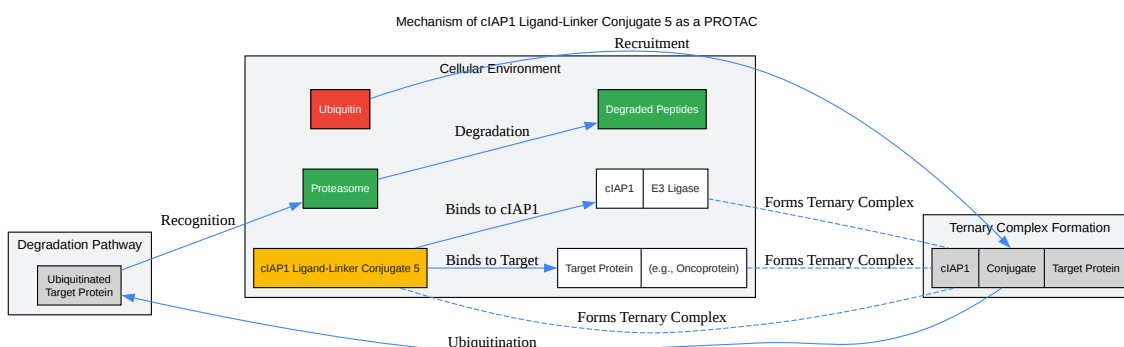 Mechanism of cIAP1 Ligand-Linker Conjugate 5 as a PROTAC
Recruitment
Cellular Environment
Ubiquitin
Degraded Peptides
Degradation
Proteasome
cIAP1
E3 Ligase
Binds to cIAP1
Forms Ternary Complex
Recognition
Degradation Pathway
Ternary Complex Formation
Ubiquitinated
Target Protein
cIAP1 Ligand-Linker Conjugate 5
Binds to Target
Target Protein
(e.g., Oncoprotein)
Forms Ternary Complex
cIAP1
Conjugate
Target Protein
Forms Ternary Complex
Ubiquitination